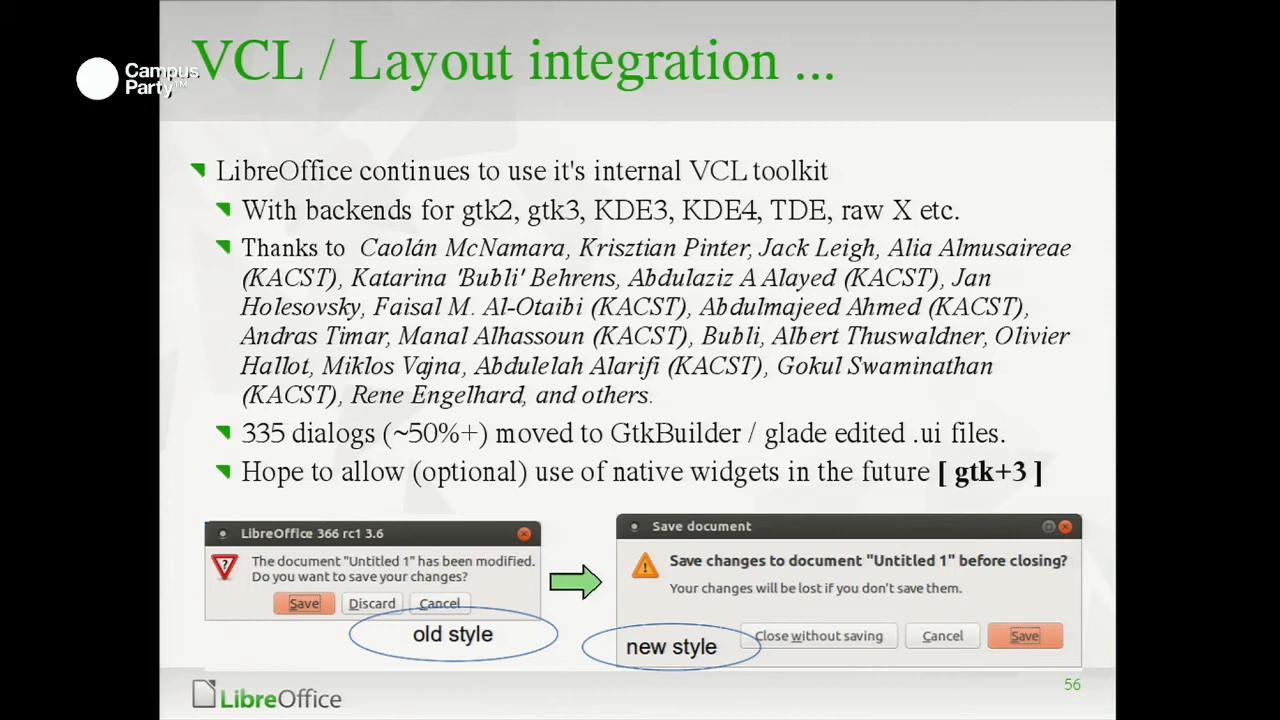 VCL / Layout integration ...
Campus
Party™
LibreOffice continues to use it's internal VCL toolkit
With backends for gtk2, gtk3, KDE3, KDE4, TDE, raw X etc.
Thanks to Caolán McNamara, Krisztian Pinter, Jack Leigh, Alia Almusaireae
(KACST), Katarina 'Bubli' Behrens, Abdulaziz A Alayed (KACST), Jan
Holesovsky, Faisal M. Al-Otaibi (KACST), Abdulmajeed Ahmed (KACST),
Andras Timar, Manal Alhassoun (KACST), Bubli, Albert Thuswaldner, Olivier
Hallot, Miklos Vajna, Abdulelah Alarifi (KACST), Gokul Swaminathan
(KACST), Rene Engelhard, and others.
335 dialogs (~50%+) moved to GtkBuilder / glade edited .ui files.
Hope to allow (optional) use of native widgets in the future [ gtk+3 ]
LibreOffice 366 rc1 3.6
The document "Untitled 1" has been modified.
Do you want to save your changes?
Save Discard Cancel
old style
Save document
Save changes to document "Untitled 1" before closing?
Your changes will be lost if you don't save them.
Close without saving Cancel Save
new style
LibreOffice
56